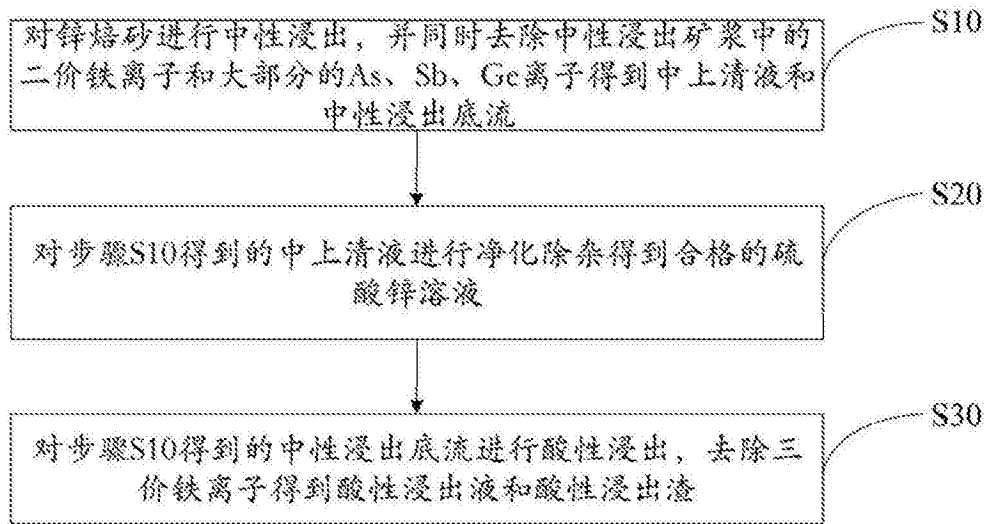 S10
对锌焙砂进行中性浸出，并同时去除中性浸出矿浆中的
二价铁离子和大部分的As、Sb、Ge离子得到中上清液和
中性浸出底流
S20
对步骤S10得到的中上清液进行净化除杂得到合格的硫
酸锌溶液
S30
对步骤S10得到的中性浸出底流进行酸性浸出，去除三
价铁离子得到酸性浸出液和酸性浸出渣